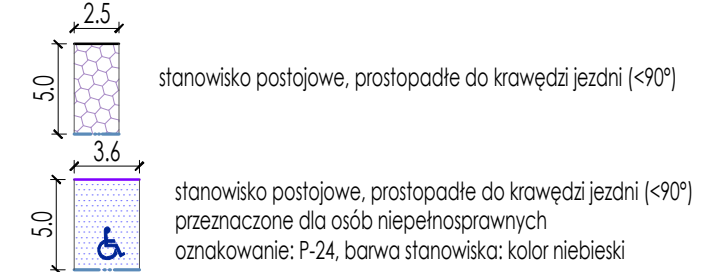 2.5
5.0
stanowisko postojowe, prostopadłe do krawędzi jezdni (<90°)
3.6
5.0
stanowisko postojowe, prostopadłe do krawędzi jezdni (<90°)
przeznaczone dla osób niepełnosprawnych
oznakowanie: P-24, barwa stanowiska: kolor niebieski